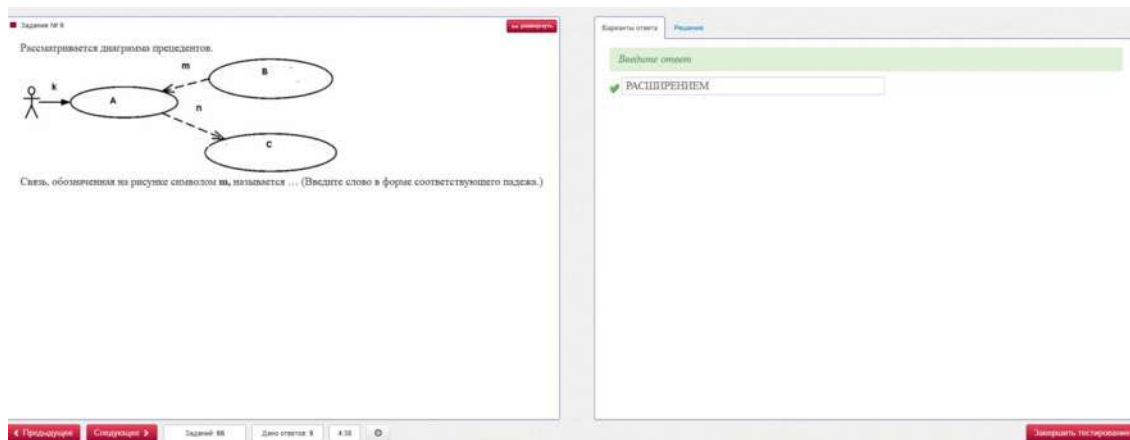 Задание № 9
развернуть
Рассматривается диаграмма прецедентов.
m
B
k
A
n
C
Связь, обозначенная на рисунке символом m, называется … (Введите слово в форме соответствующего падежа.)
Предыдущее
Следующее
Заданий: 66
Дано ответов: 9
4:38
Варианты ответа
Решение
Введите ответ
РАСШИРЕНИЕМ
Завершить тестирование